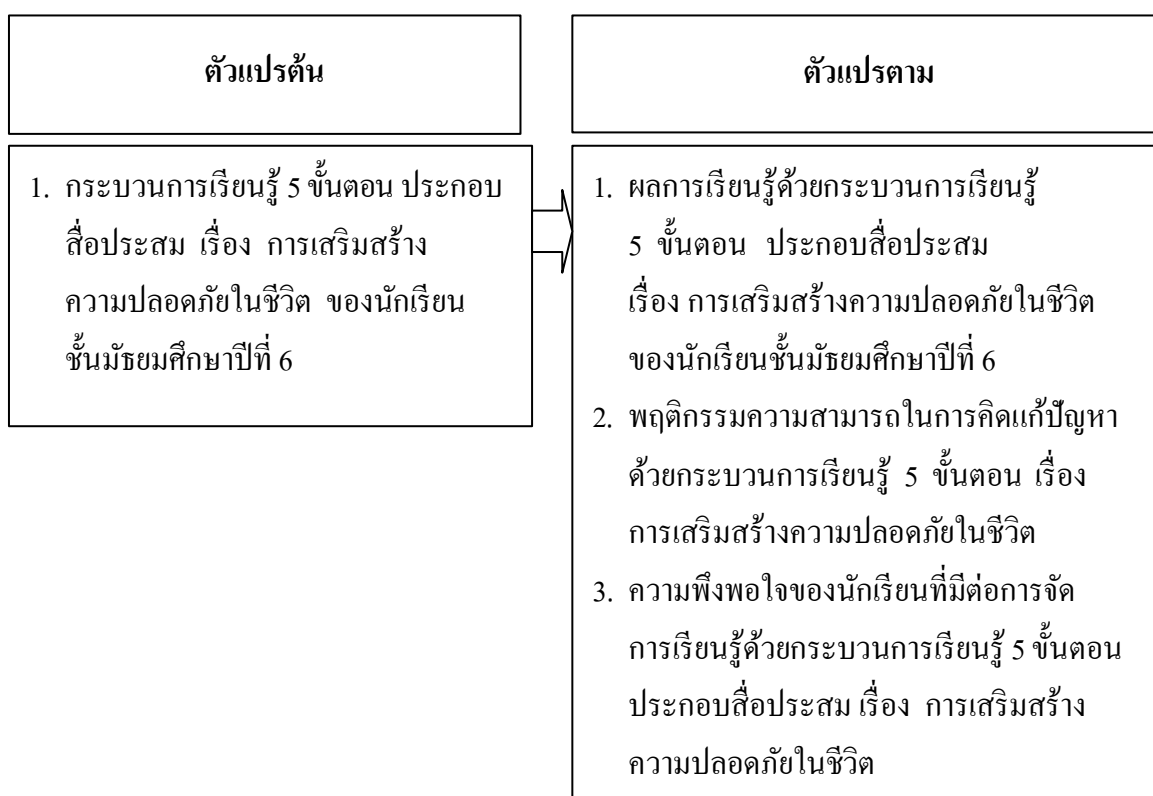 ตัวแปรต้น
1. กระบวนการเรียนรู้ 5 ขั้นตอน ประกอบ
สื่อประสม เรื่อง การเสริมสร้าง
ความปลอดภัยในชีวิต ของนักเรียน
ชั้นมัธยมศึกษาปีที่ 6
ตัวแปรตาม
1. ผลการเรียนรู้ด้วยกระบวนการเรียนรู้
5 ขั้นตอน ประกอบสื่อประสม
เรื่อง การเสริมสร้างความปลอดภัยในชีวิต
ของนักเรียนชั้นมัธยมศึกษาปีที่ 6
2. พฤติกรรมความสามารถในการคิดแก้ปัญหา
ด้วยกระบวนการเรียนรู้ 5 ขั้นตอน เรื่อง
การเสริมสร้างความปลอดภัยในชีวิต
3. ความพึงพอใจของนักเรียนที่มีต่อการจัด
การเรียนรู้ด้วยกระบวนการเรียนรู้ 5 ขั้นตอน
ประกอบสื่อประสม เรื่อง การเสริมสร้าง
ความปลอดภัยในชีวิต